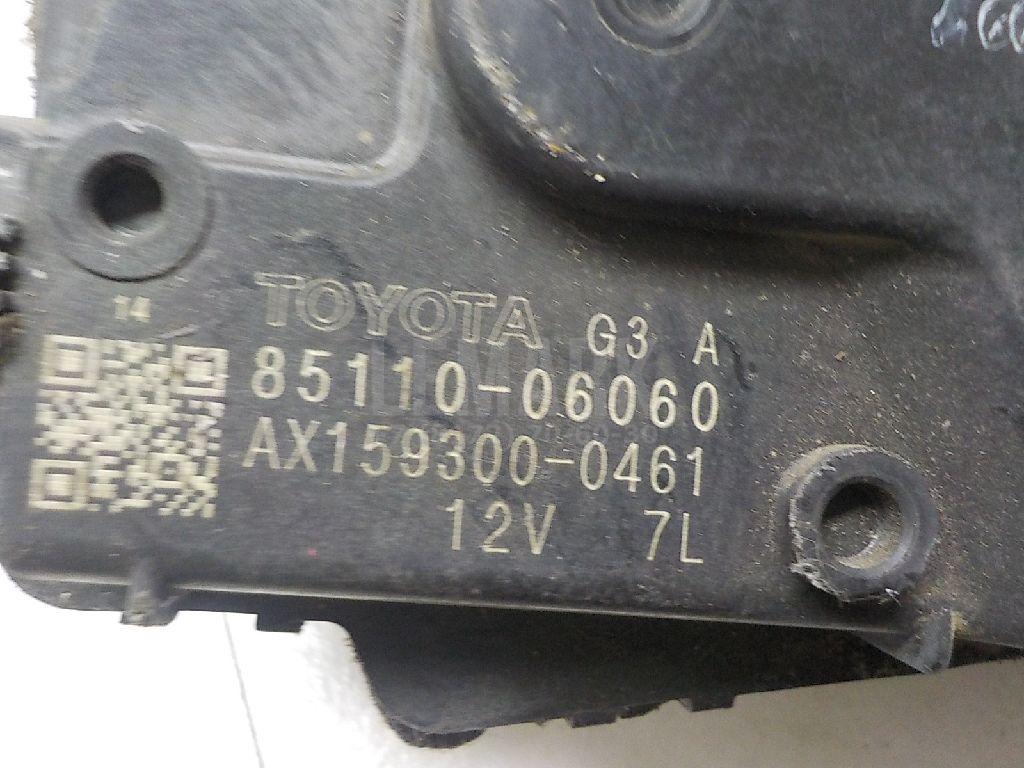 14
TOYOTA G3 A
85110-06060
AX159300-0461
12V 7L